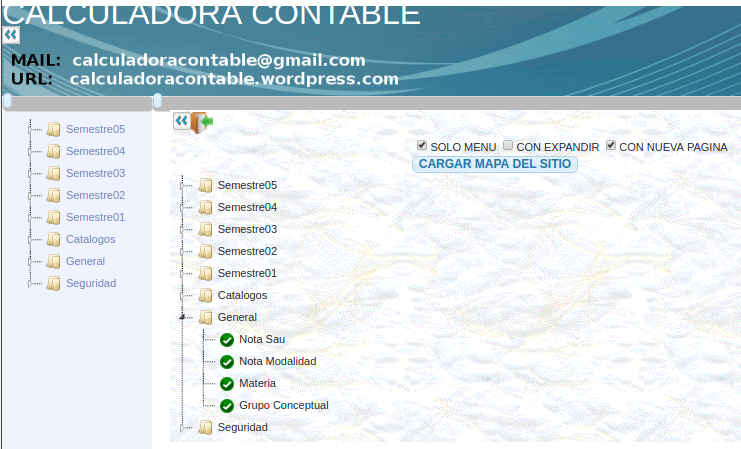 CALCULADORA CONTABLE
MAIL: calculadoracontable@gmail.com
URL: calculadoracontable.wordpress.com
Semestre05
Semestre04
Semestre03
Semestre02
Semestre01
Catalogos
General
Seguridad
SOLO MENU CON EXPANDIR CON NUEVA PAGINA
CARGAR MAPA DEL SITIO
Semestre05
Semestre04
Semestre03
Semestre02
Semestre01
Catalogos
General
Nota Sau
Nota Modalidad
Materia
Grupo Conceptual
Seguridad